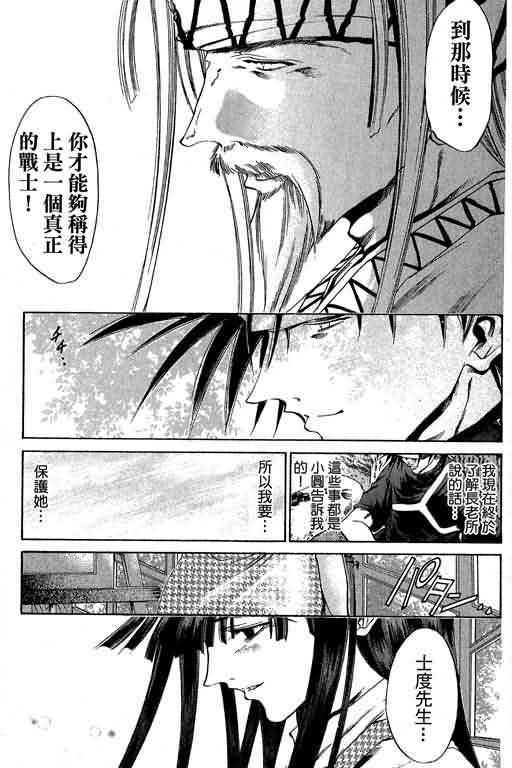 到那時候…
你才能夠稱得
上是一個真正
的戰士！
チチ…
我現在終於
了解長老所
說的話…
這些事都是
小圓告訴我
的！
所以我要…
保護她…
パタン…
士度先生…